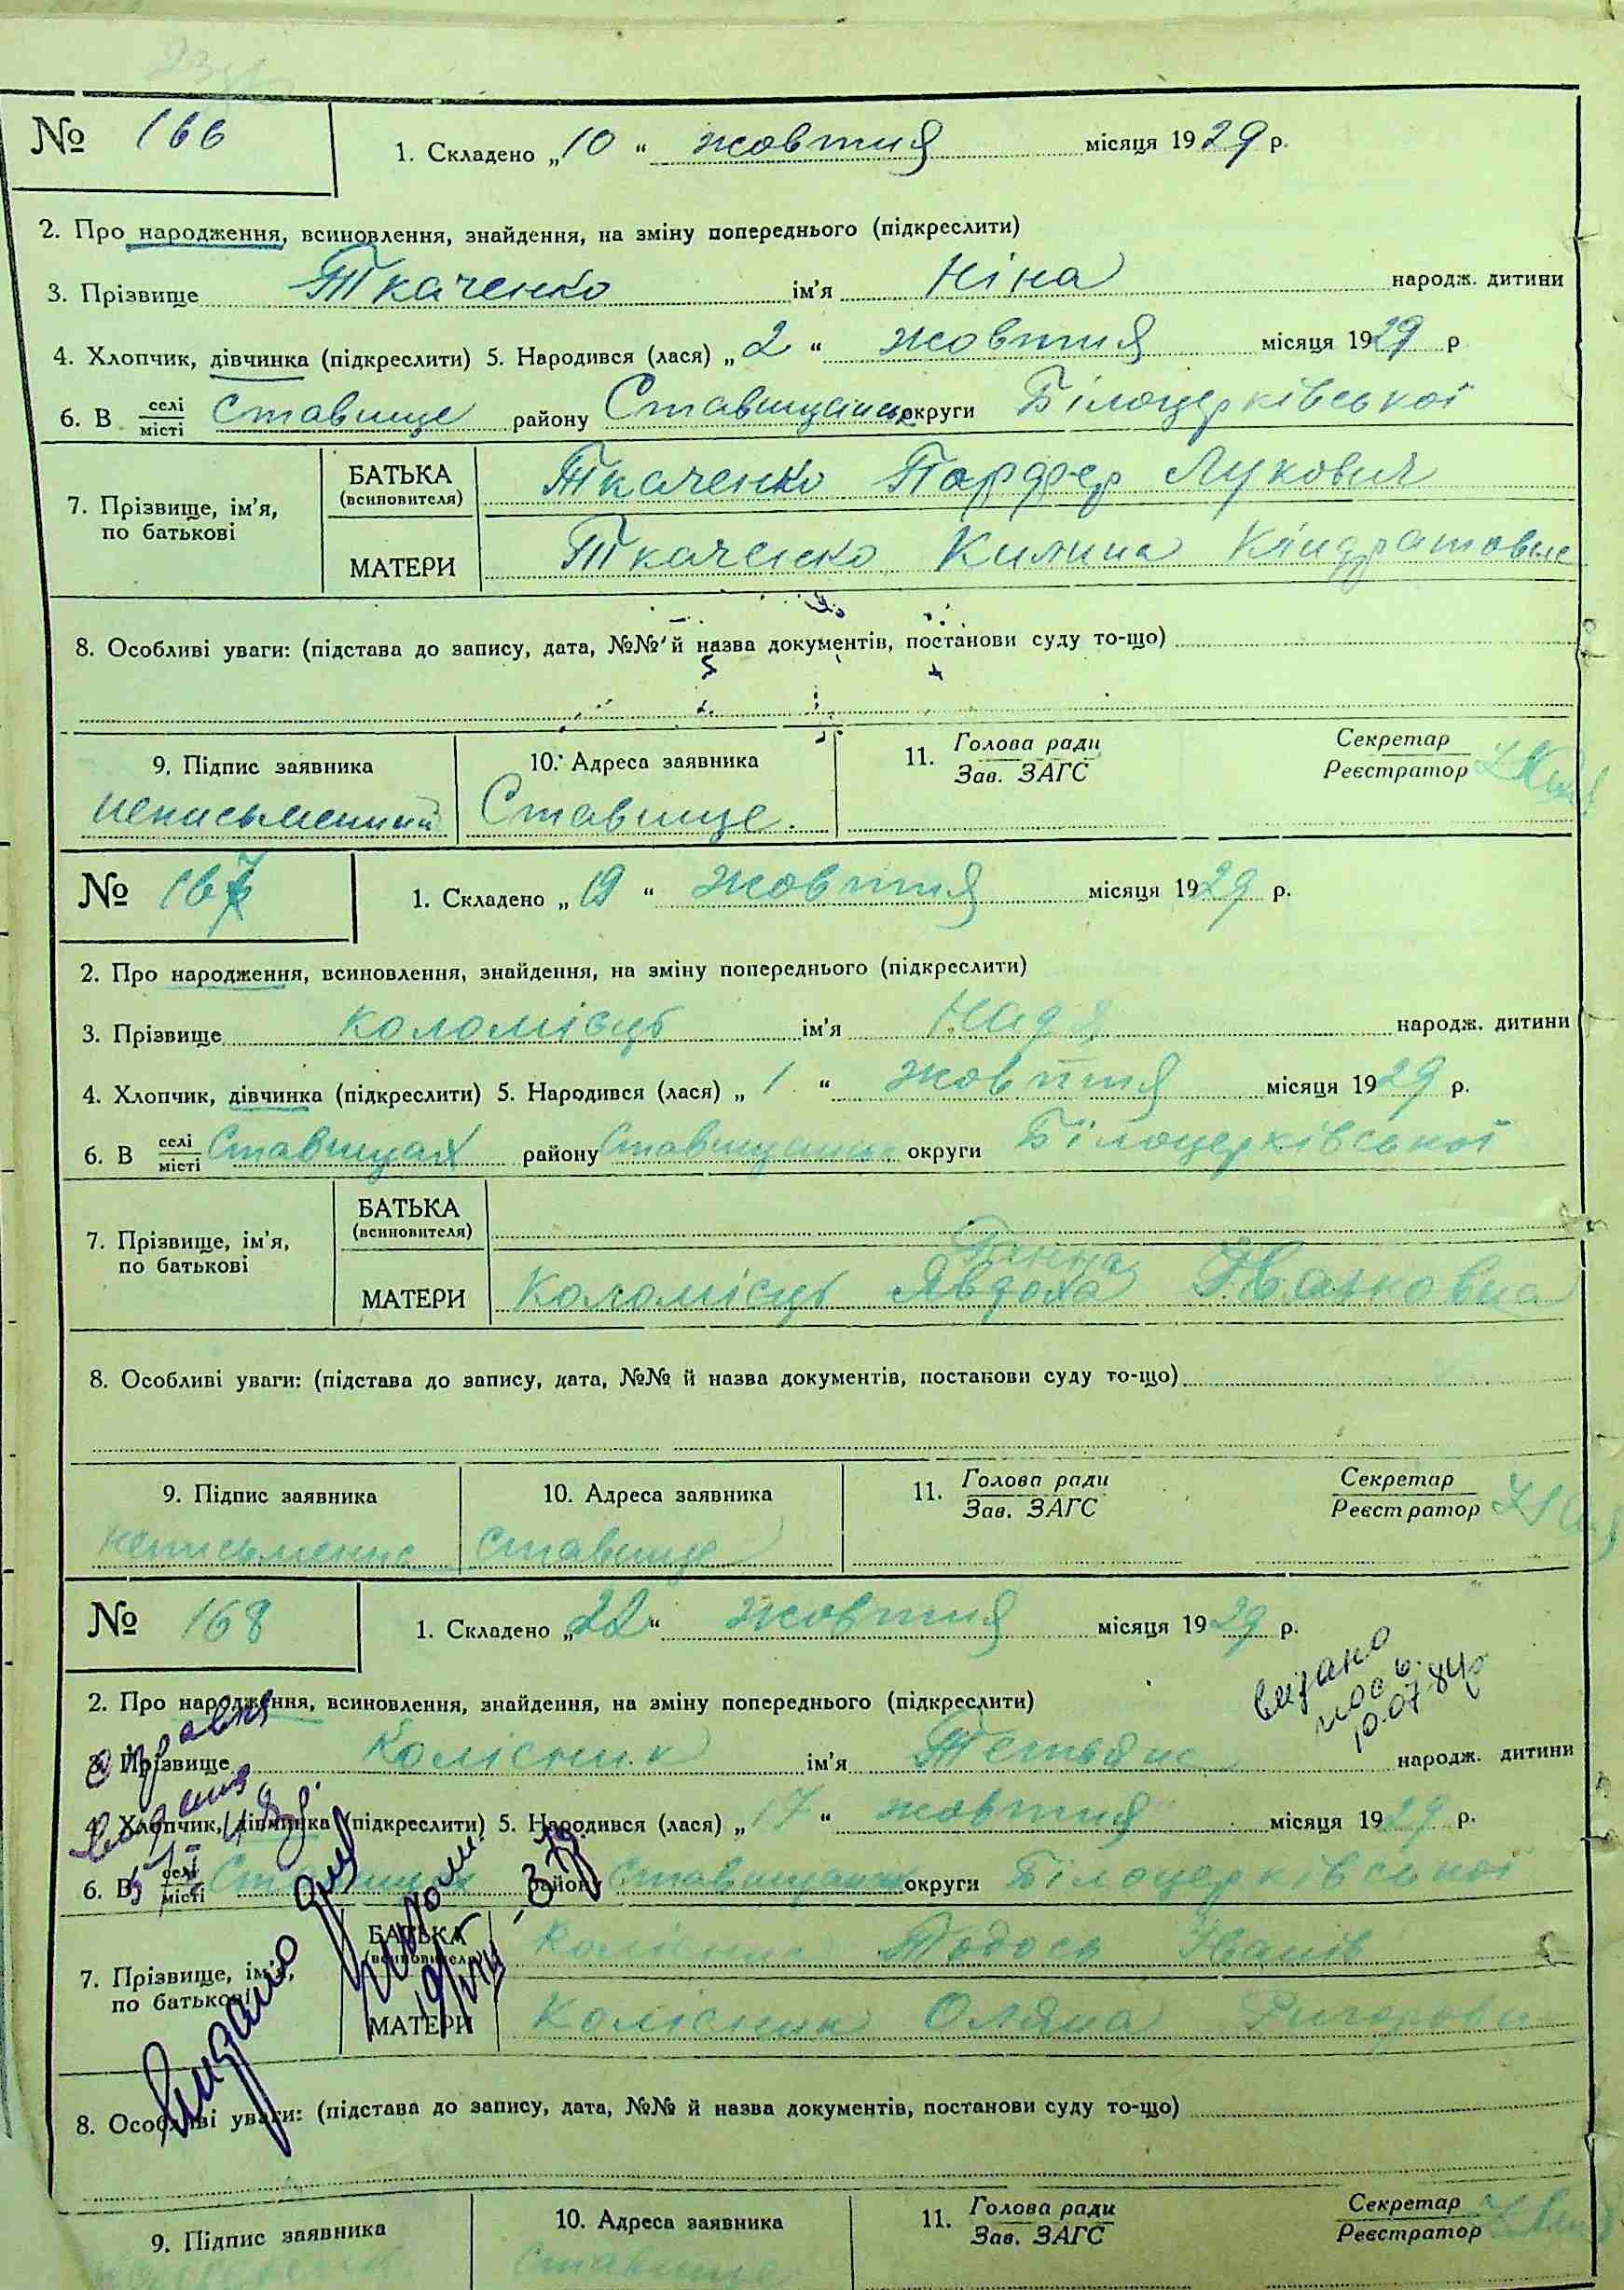 № 166
1. Складено „10“ жовтня місяця 1929 р.
2. Про народження, всиновлення, знайдення, на зміну попереднього (підкреслити)
3. Прізвище Ткаченко ім'я Ніна народж. дитини
4. Хлопчик, дівчинка (підкреслити) 5. Народився (лася) „2“ жовтня місяця 1929 р
6. В селі/місті Ставище району округи Білоцерківської
7. Прізвище, ім'я, по батькові
БАТЬКА (всиновителя) Ткаченко Парфер Лукович
МАТЕРИ Ткаченко Килина Кіндратовне
8. Особливі уваги: (підстава до запису, дата, №№ й назва документів, постанови суду то-що)
9. Підпис заявника
неписьменний
10. Адреса заявника
Ставище.
11. Голова ради
Зав. ЗАГС
Секретар
Реєстратор
№ 167
1. Складено „19“ жовтня місяця 1929 р.
2. Про народження, всиновлення, знайдення, на зміну попереднього (підкреслити)
3. Прізвище Коломієць ім'я Надя народж. дитини
4. Хлопчик, дівчинка (підкреслити) 5. Народився (лася) „1“ жовтня місяця 1929 р.
6. В селі/місті Ставищах району округи Білоцерківської
7. Прізвище, ім'я, по батькові
БАТЬКА (всиновителя)
Ганна
МАТЕРИ Коломієць Явдоха Івановна
8. Особливі уваги: (підстава до запису, дата, №№ й назва документів, постанови суду то-що)
9. Підпис заявника
неписьменна
10. Адреса заявника
Ставище
11. Голова ради
Зав. ЗАГС
Секретар
Реєстратор
№ 168
1. Складено „22“ жовтня місяця 1929 р.
видано
10.07.84р
2. Про народження, всиновлення, знайдення, на зміну попереднього (підкреслити)
3. Прізвище Колісник ім'я Тетяна народж. дитини
4. Хлопчик, дівчинка (підкреслити) 5. Народився (лася) „17“ жовтня місяця 1929 р.
6. В селі/місті району округи Білоцерківської
7. Прізвище, ім'я, по батькові
БАТЬКА (всиновителя) Колісник Тодось Іванів
МАТЕРИ Колісник Оляна
Видано
8. Особливі уваги: (підстава до запису, дата, №№ й назва документів, постанови суду то-що)
9. Підпис заявника
10. Адреса заявника
Ставище
11. Голова ради
Зав. ЗАГС
Секретар
Реєстратор